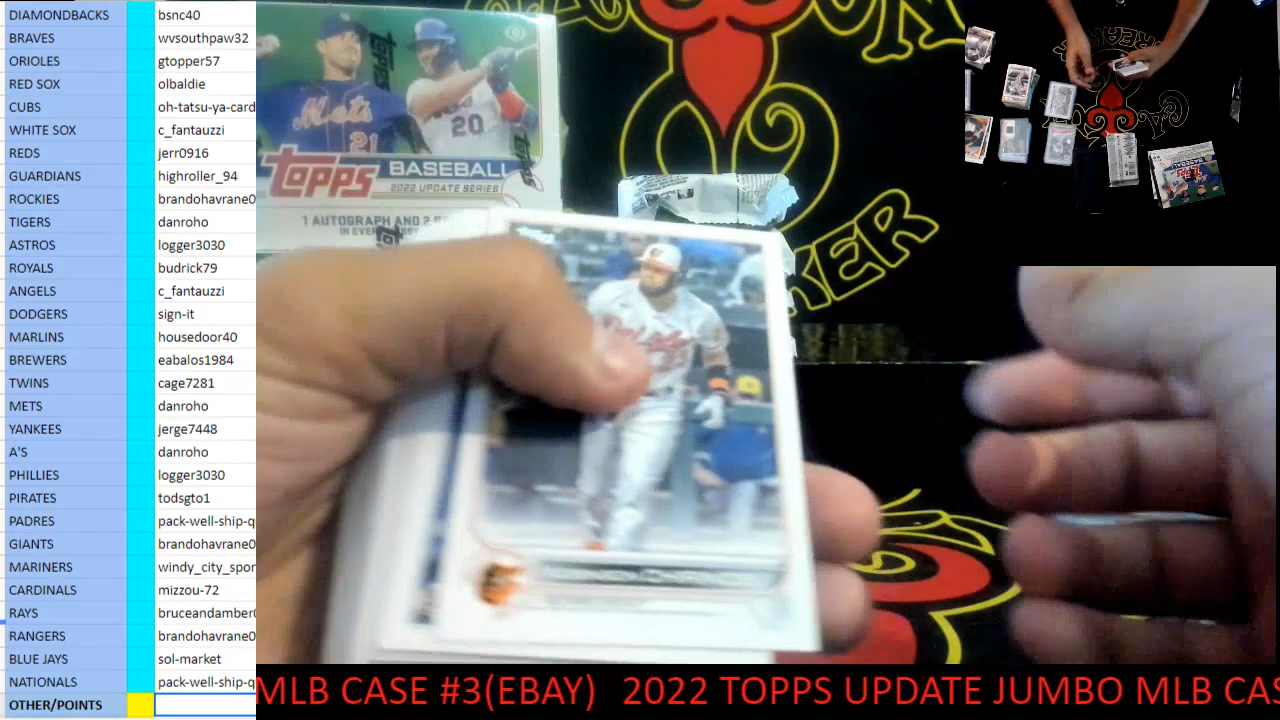 DIAMONDBACKS bsnc40
BRAVES wvsouthpaw32
ORIOLES gtopper57
RED SOX olbaldie
CUBS oh-tatsu-ya-card
WHITE SOX c_fantauzzi
REDS jerr0916
GUARDIANS highroller_94
ROCKIES brandohavrane0
TIGERS danroho
ASTROS logger3030
ROYALS budrick79
ANGELS c_fantauzzi
DODGERS sign-it
MARLINS housedoor40
BREWERS eabalos1984
TWINS cage7281
METS danroho
YANKEES jerge7448
A'S danroho
PHILLIES logger3030
PIRATES todsgto1
PADRES pack-well-ship-q
GIANTS brandohavrane0
MARINERS windy_city_spor
CARDINALS mizzou-72
RAYS bruceandamber
RANGERS brandohavrane0
BLUE JAYS sol-market
NATIONALS pack-well-ship-q
OTHER/POINTS
Mets
21
20
TOPPS
BASEBALL
2022 UPDATE SERIES
1 AUTOGRAPH AND 2
IN EVER
KER
MLB CASE #3(EBAY) 2022 TOPPS UPDATE JUMBO MLB CAS